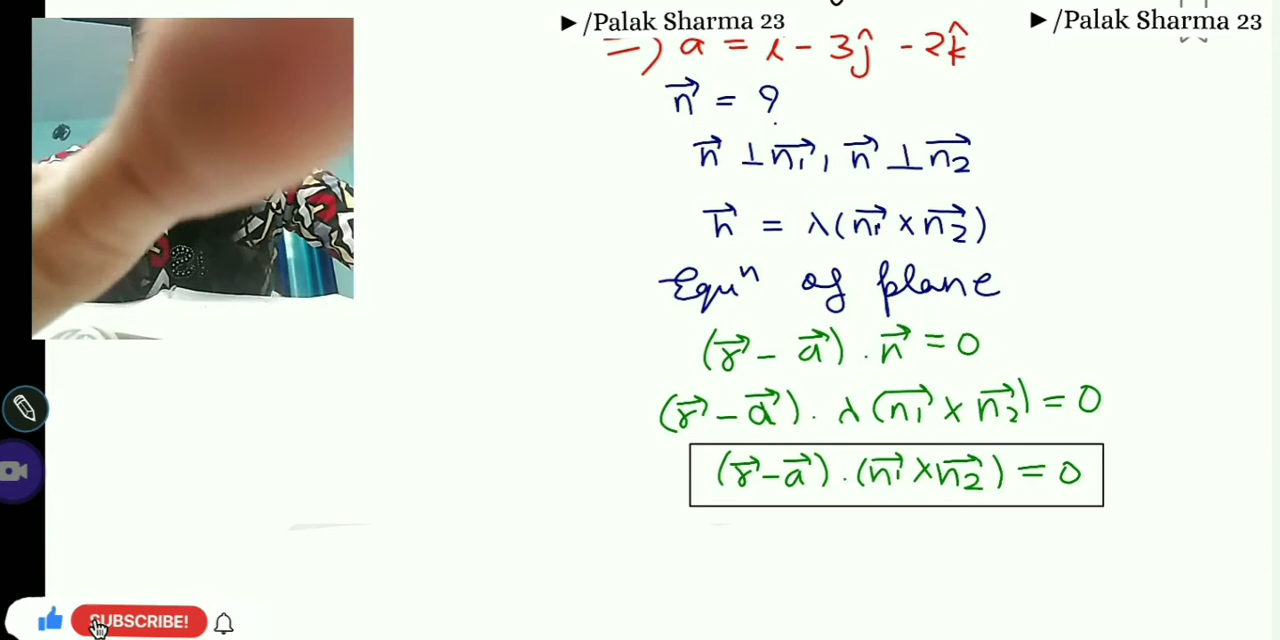 ▶/Palak Sharma 23
▶/Palak Sharma 23
=> a = i - 3ĵ - 2k̂
n⃗ = ?
n⃗ ⊥ n₁⃗, n⃗ ⊥ n₂⃗
n⃗ = λ(n₁⃗ × n₂⃗)
Equⁿ of plane
(r⃗ - a⃗) . n⃗ = 0
(r⃗ - a⃗) . λ(n₁⃗ × n₂⃗) = 0
(r⃗ - a⃗) . (n₁⃗ × n₂⃗) = 0
SUBSCRIBE!